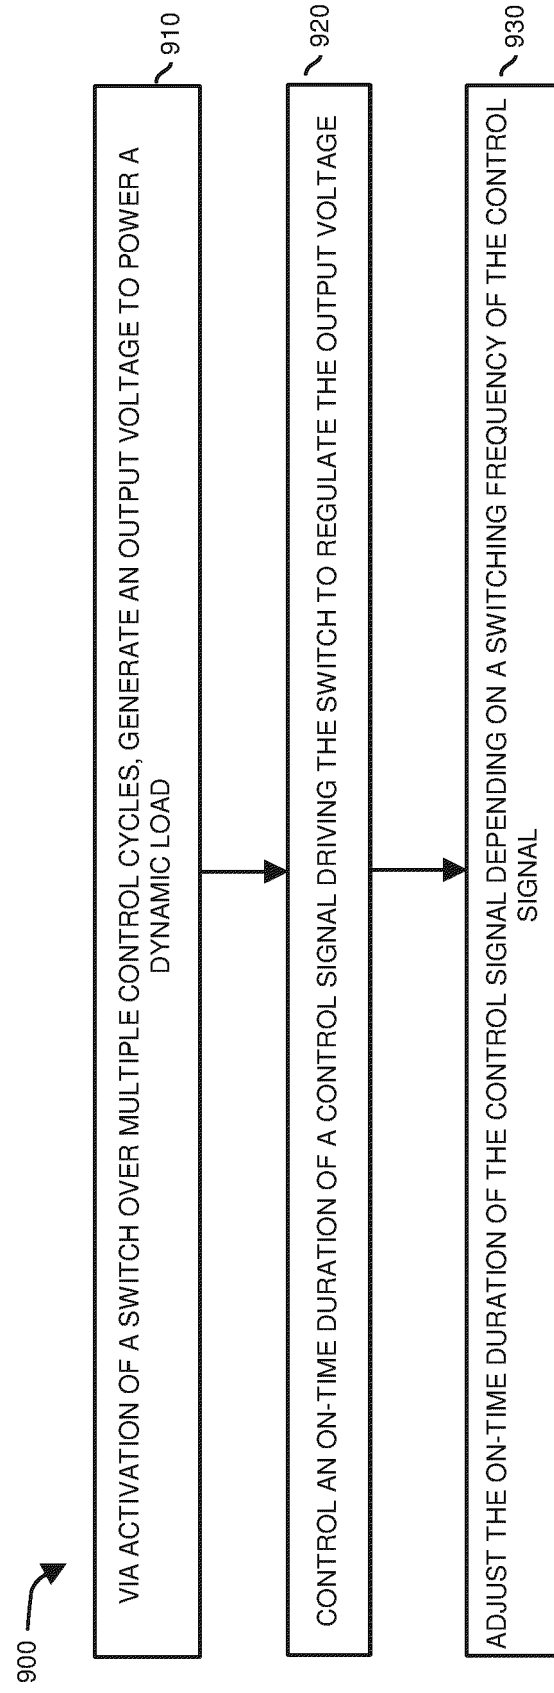 900
VIA ACTIVATION OF A SWITCH OVER MULTIPLE CONTROL CYCLES, GENERATE AN OUTPUT VOLTAGE TO POWER A
DYNAMIC LOAD
910
CONTROL AN ON-TIME DURATION OF A CONTROL SIGNAL DRIVING THE SWITCH TO REGULATE THE OUTPUT VOLTAGE
920
ADJUST THE ON-TIME DURATION OF THE CONTROL SIGNAL DEPENDING ON A SWITCHING FREQUENCY OF THE CONTROL
SIGNAL
930